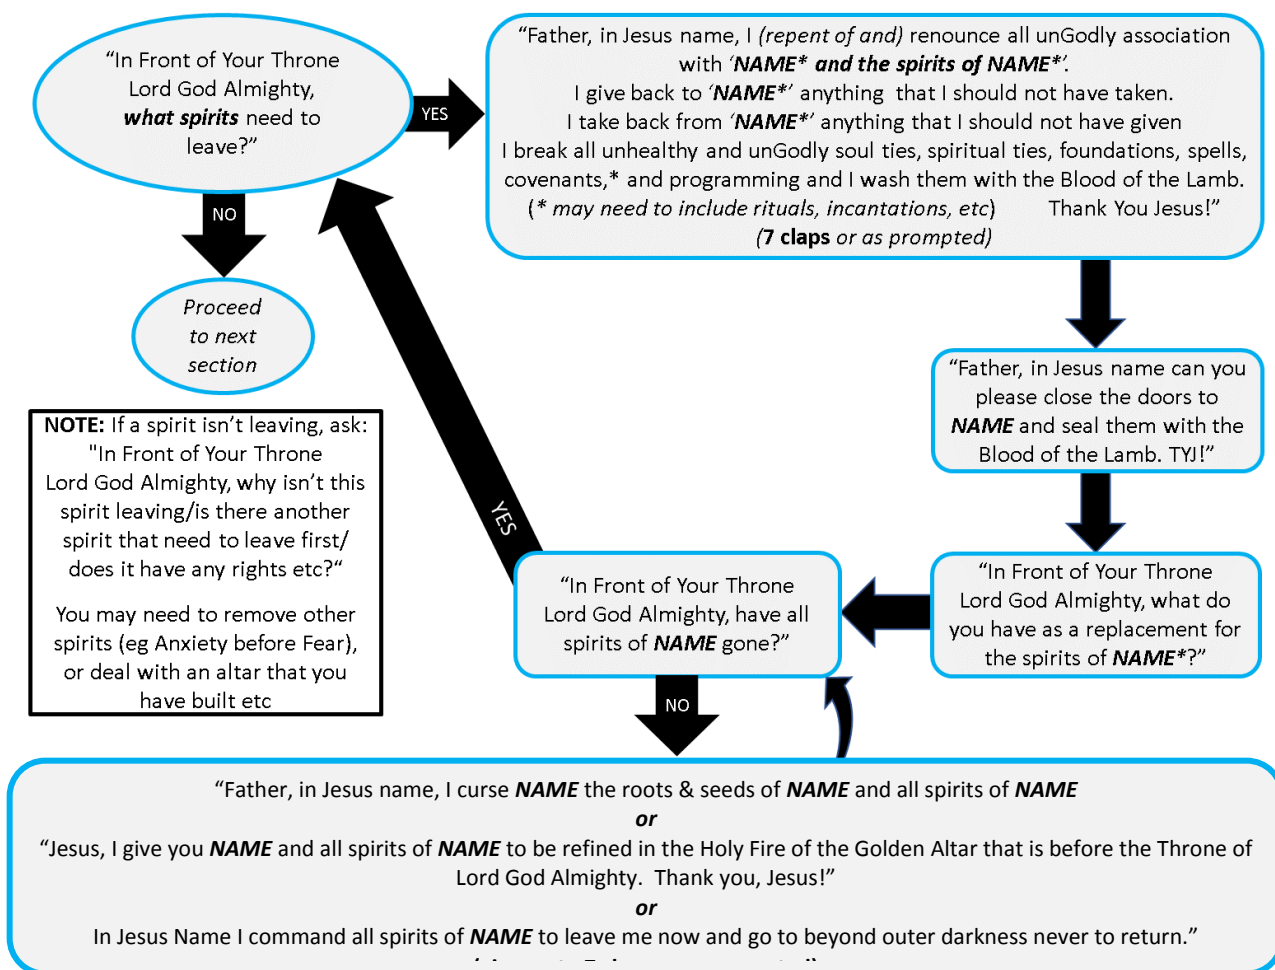 “In Front of Your Throne
Lord God Almighty,
what spirits need to
leave?”
YES
“Father, in Jesus name, I (repent of and) renounce all unGodly association
with ‘NAME* and the spirits of NAME*’.
I give back to ‘NAME*’ anything that I should not have taken.
I take back from ‘NAME*’ anything that I should not have given
I break all unhealthy and unGodly soul ties, spiritual ties, foundations, spells,
covenants,* and programming and I wash them with the Blood of the Lamb.
(* may need to include rituals, incantations, etc) Thank You Jesus!”
(7 claps or as prompted)
NO
Proceed
to next
section
“Father, in Jesus name can you
please close the doors to
NAME and seal them with the
Blood of the Lamb. TYJ!”
NOTE: If a spirit isn’t leaving, ask:
"In Front of Your Throne
Lord God Almighty, why isn’t this
spirit leaving/is there another
spirit that need to leave first/
does it have any rights etc?“
You may need to remove other
spirits (eg Anxiety before Fear),
or deal with an altar that you
have built etc
YES
“In Front of Your Throne
Lord God Almighty, what do
you have as a replacement for
the spirits of NAME*?”
“In Front of Your Throne
Lord God Almighty, have all
spirits of NAME gone?”
NO
“Father, in Jesus name, I curse NAME the roots & seeds of NAME and all spirits of NAME
or
“Jesus, I give you NAME and all spirits of NAME to be refined in the Holy Fire of the Golden Altar that is before the Throne of
Lord God Almighty. Thank you, Jesus!”
or
In Jesus Name I command all spirits of NAME to leave me now and go to beyond outer darkness never to return.”